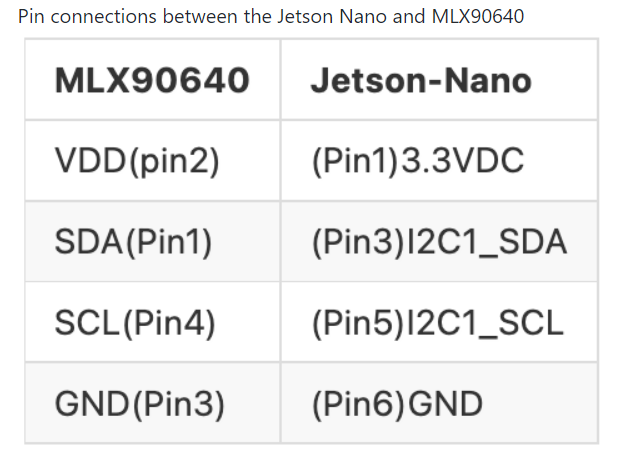 Pin connections between the Jetson Nano and MLX90640
MLX90640 Jetson-Nano
VDD(pin2) (Pin1)3.3VDC
SDA(Pin1) (Pin3)I2C1_SDA
SCL(Pin4) (Pin5)I2C1_SCL
GND(Pin3) (Pin6)GND